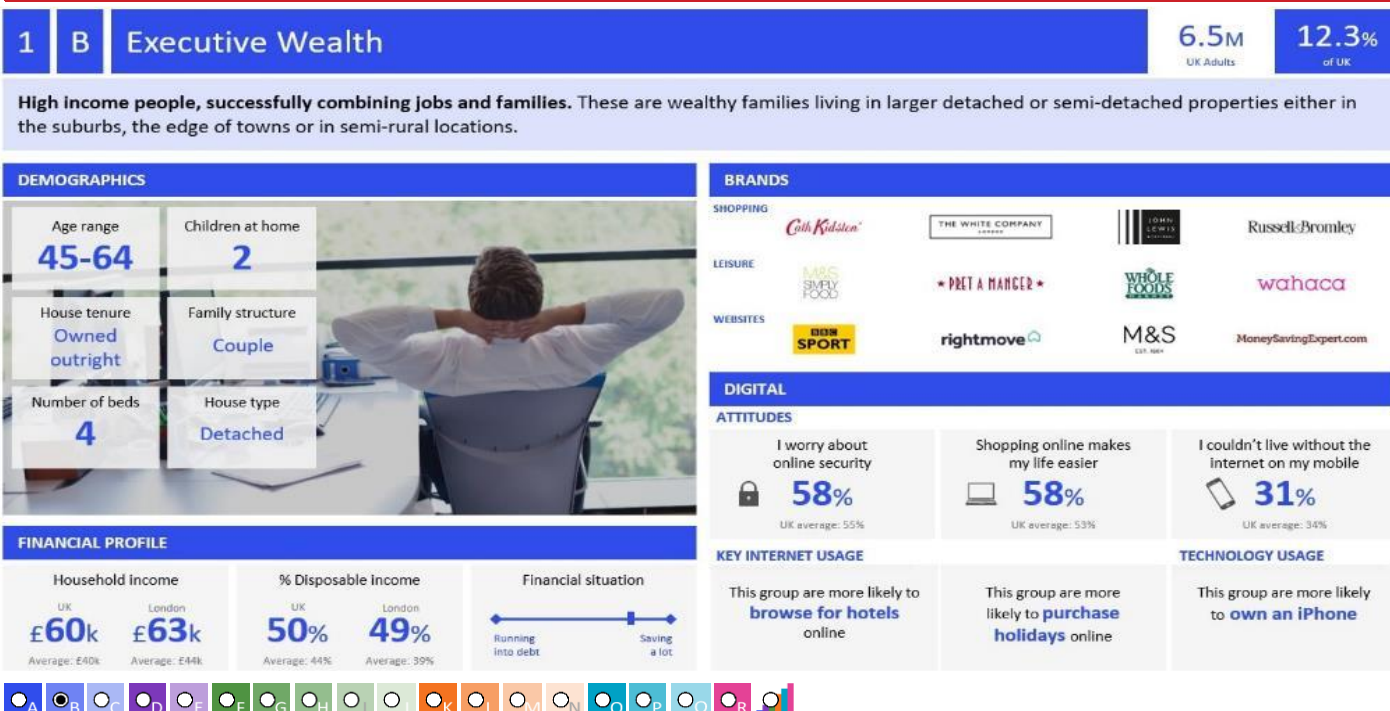 1 B Executive Wealth
6.5M
UK Adults
12.3%
of UK
High income people, successfully combining jobs and families. These are wealthy families living in larger detached or semi-detached properties either in
the suburbs, the edge of towns or in semi-rural locations.
DEMOGRAPHICS
Age range
45-64
Children at home
2
House tenure
Owned
outright
Family structure
Couple
Number of beds
4
House type
Detached
FINANCIAL PROFILE
Household income
UK London
£60k £63k
Average: £40k Average: £44k
% Disposable income
UK London
50% 49%
Average: 44% Average: 39%
Financial situation
Running
into debt
Saving
a lot
BRANDS
SHOPPING
Cath Kidston
THE WHITE COMPANY
LONDON
JOHN
LEWIS
Russell & Bromley
LEISURE
M&S
SIMPLY
FOOD
PRET A MANGER
WHOLE
FOODS
MARKET
wahaca
WEBSITES
BBC
SPORT
rightmove
M&S
EST. 1884
MoneySavingExpert.com
DIGITAL
ATTITUDES
I worry about
online security
58%
UK average: 55%
Shopping online makes
my life easier
58%
UK average: 53%
I couldn't live without the
internet on my mobile
31%
UK average: 34%
KEY INTERNET USAGE
This group are more likely to
browse for hotels
online
This group are more
likely to purchase
holidays online
TECHNOLOGY USAGE
This group are more likely
to own an iPhone
A B C D E F G H I J K L M N O P Q R